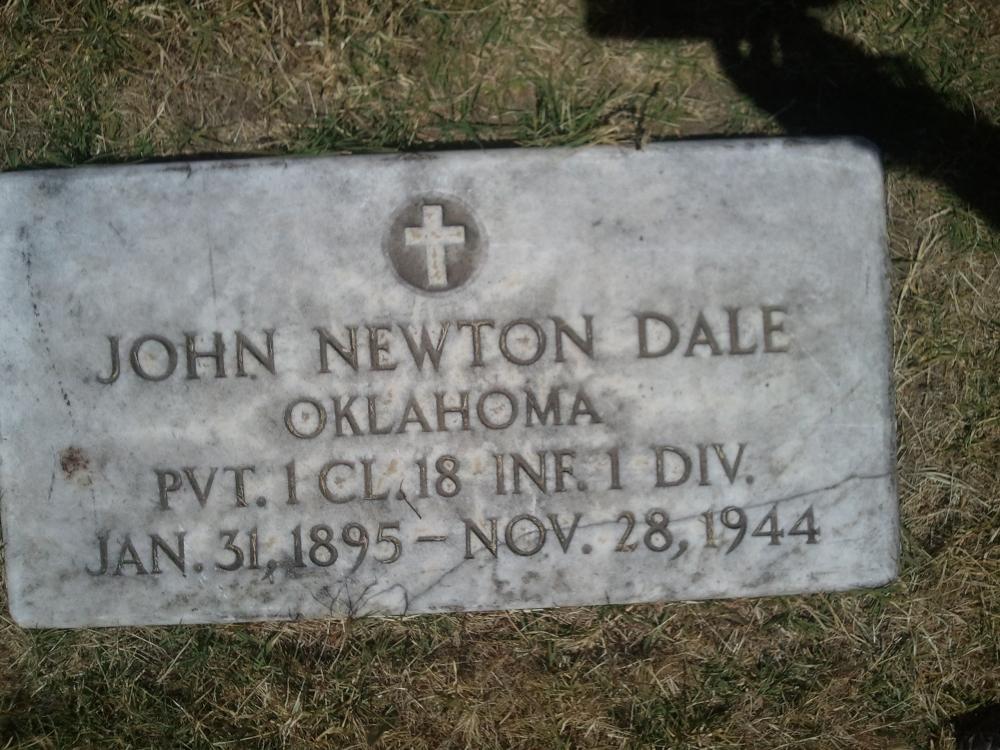 JOHN NEWTON DALE
OKLAHOMA
PVT. 1 CL. 18 INF. 1 DIV.
JAN. 31, 1895 – NOV. 28, 1944